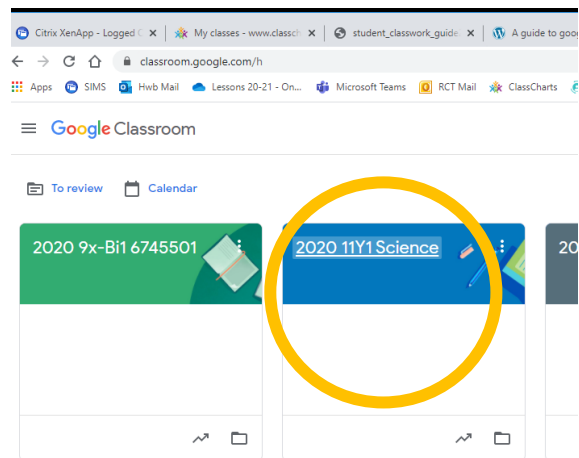 Citrix XenApp - Logged My classes - www.classch student_classwork_guide. A guide to goog
classroom.google.com/h
Apps SIMS Hwb Mail Lessons 20-21 - On... Microsoft Teams RCT Mail ClassCharts
Google Classroom
To review Calendar
2020 9x-Bi1 6745501 2020 11Y1 Science 20